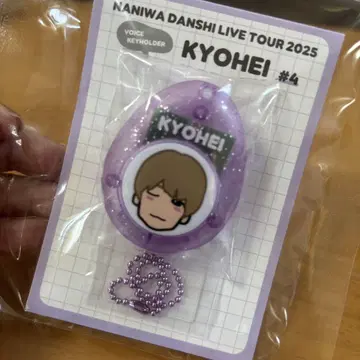 NANIWA DANSHI LIVE TOUR 2025
VOICE
KEYHOLDER
KYOHEI #4
KYOHEI